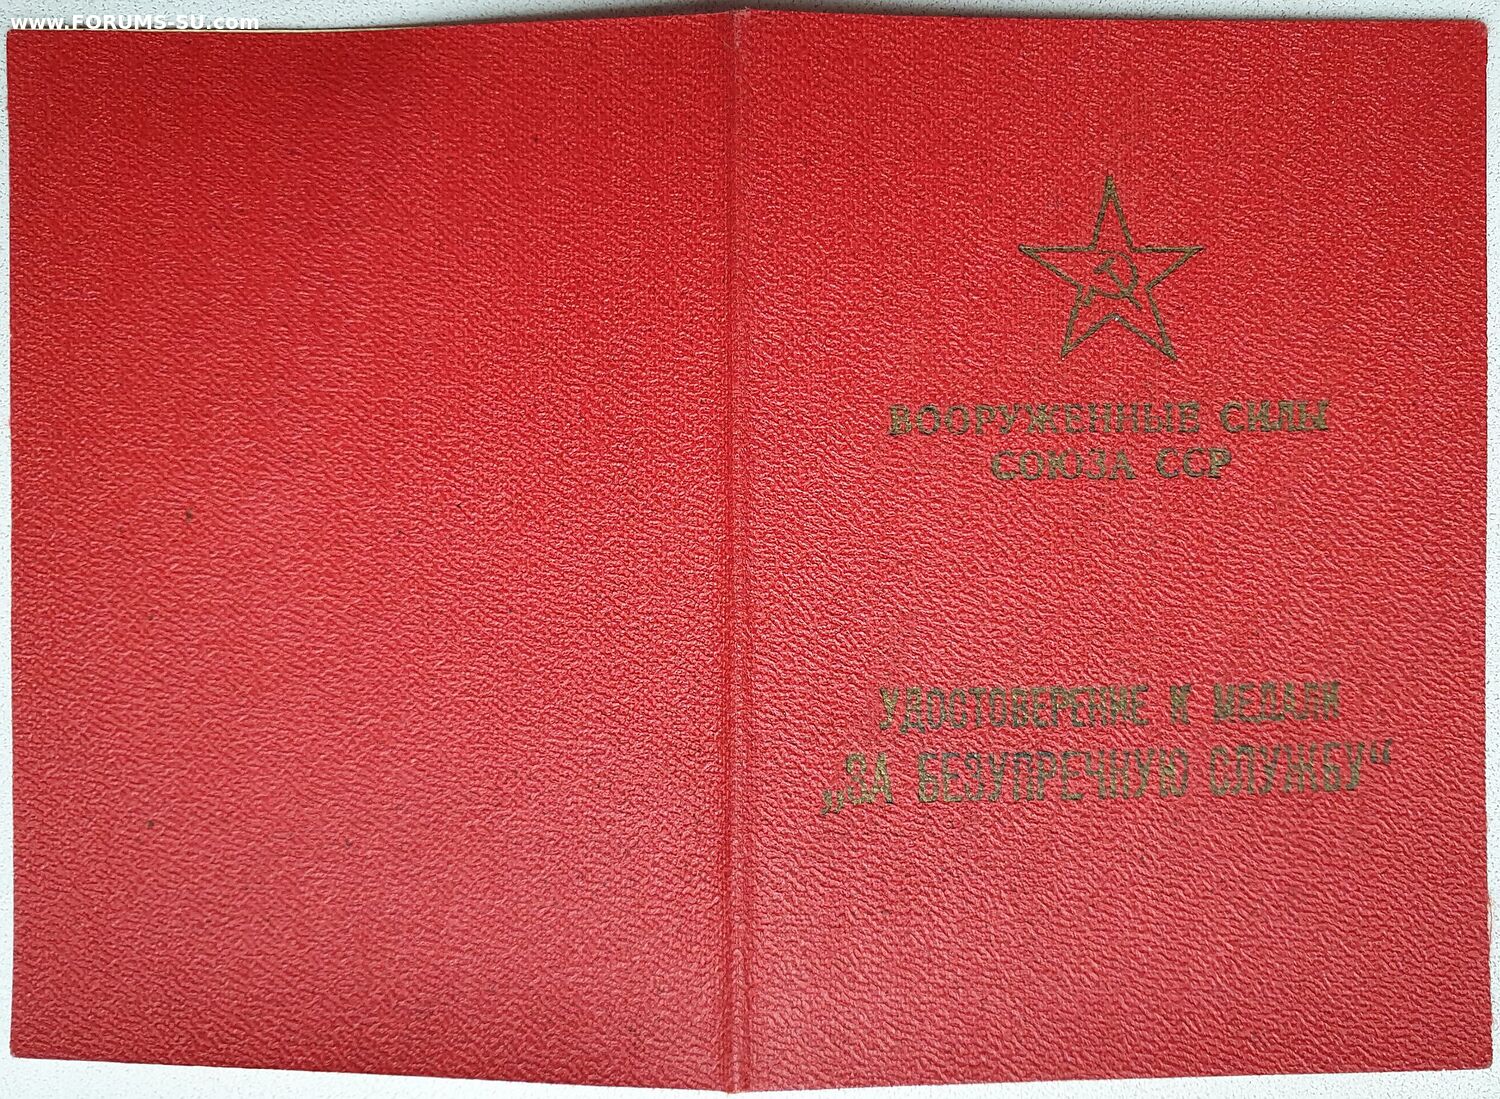 www.FORUMS-SU.com
ВООРУЖЕННЫЕ СИЛЫ
СОЮЗА ССР
УДОСТОВЕРЕНИЕ К МЕДАЛИ
„ЗА БЕЗУПРЕЧНУЮ СЛУЖБУ“